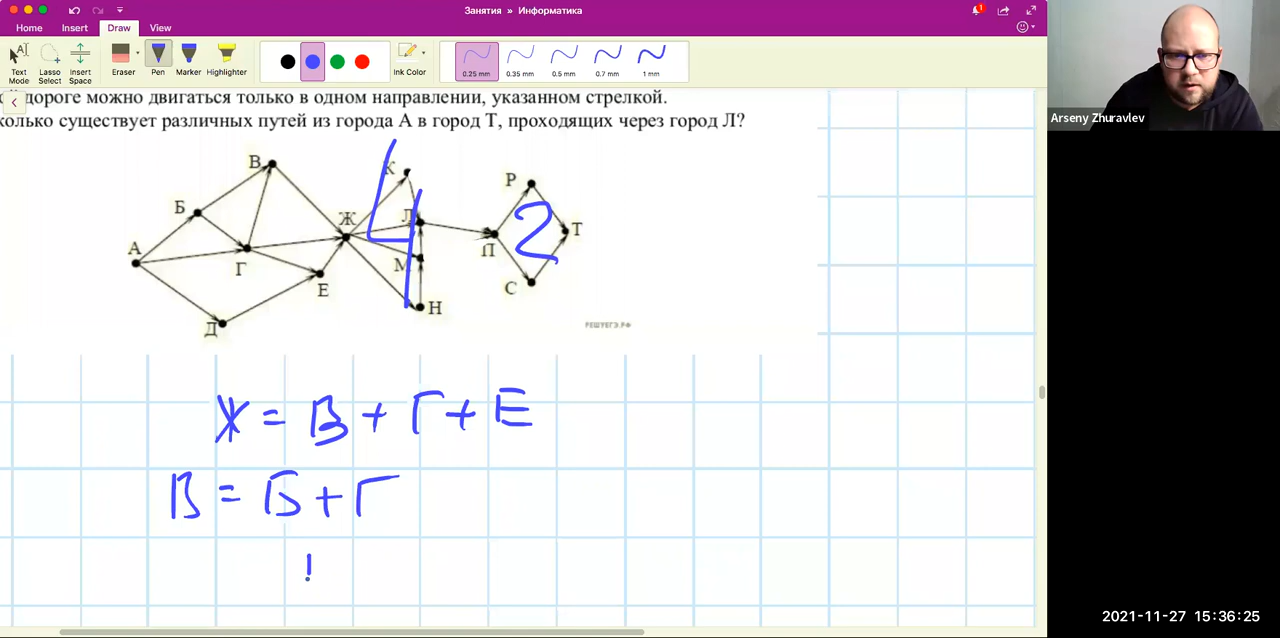 Занятия » Информатика
1
Home Insert Draw View
Text Mode
Lasso Select
Insert Space
Eraser
Pen
Marker
Highlighter
Ink Color
0.25 mm
0.35 mm
0.5 mm
0.7 mm
1 mm
Arseny Zhuravlev
дороге можно двигаться только в одном направлении, указанном стрелкой.
колько существует различных путей из города А в город Т, проходящих через город Л?
В
К
Р
Б
Ж
Л
Т
А
4
2
Г
М
П
Е
С
Н
Д
РЕШУЕГЭ.РФ
Ж = В + Г + Е
В = Б + Г
2021-11-27 15:36:25